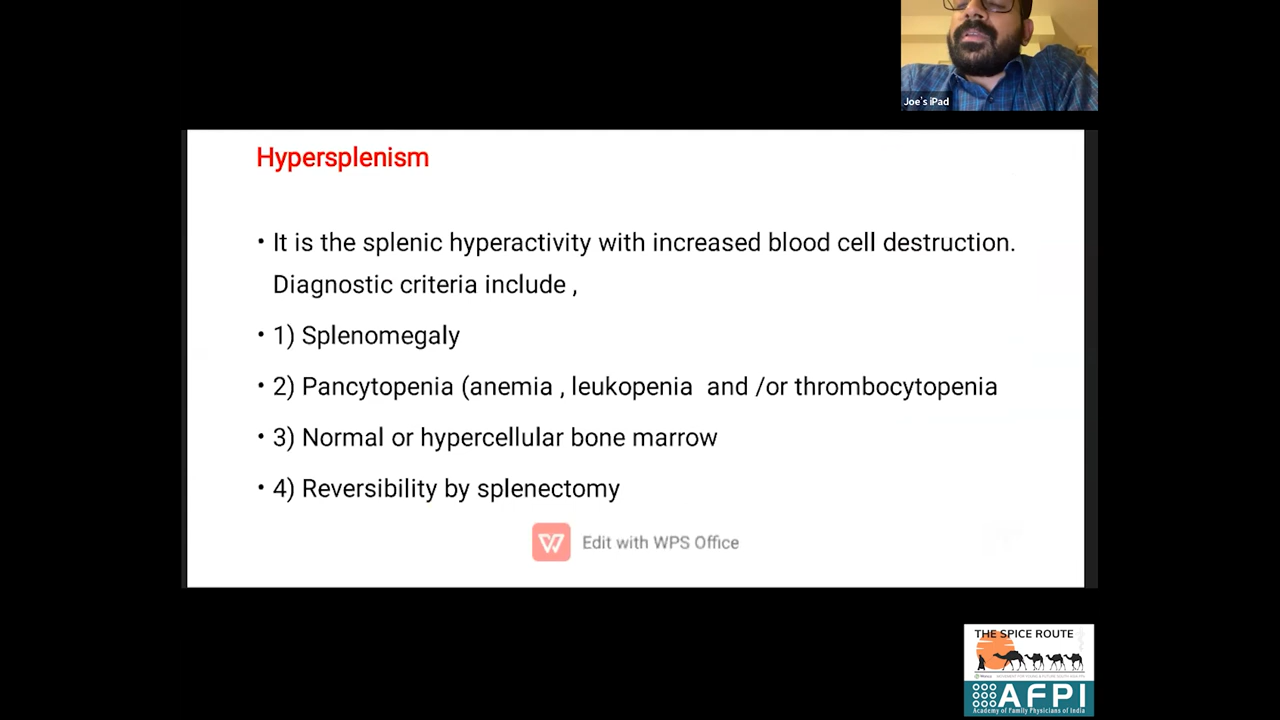 Joe's iPad
Hypersplenism
• It is the splenic hyperactivity with increased blood cell destruction.
Diagnostic criteria include ,
• 1) Splenomegaly
• 2) Pancytopenia (anemia , leukopenia and /or thrombocytopenia
• 3) Normal or hypercellular bone marrow
• 4) Reversibility by splenectomy
Edit with WPS Office
THE SPICE ROUTE
AFPI
Academy of Family Physicians of India